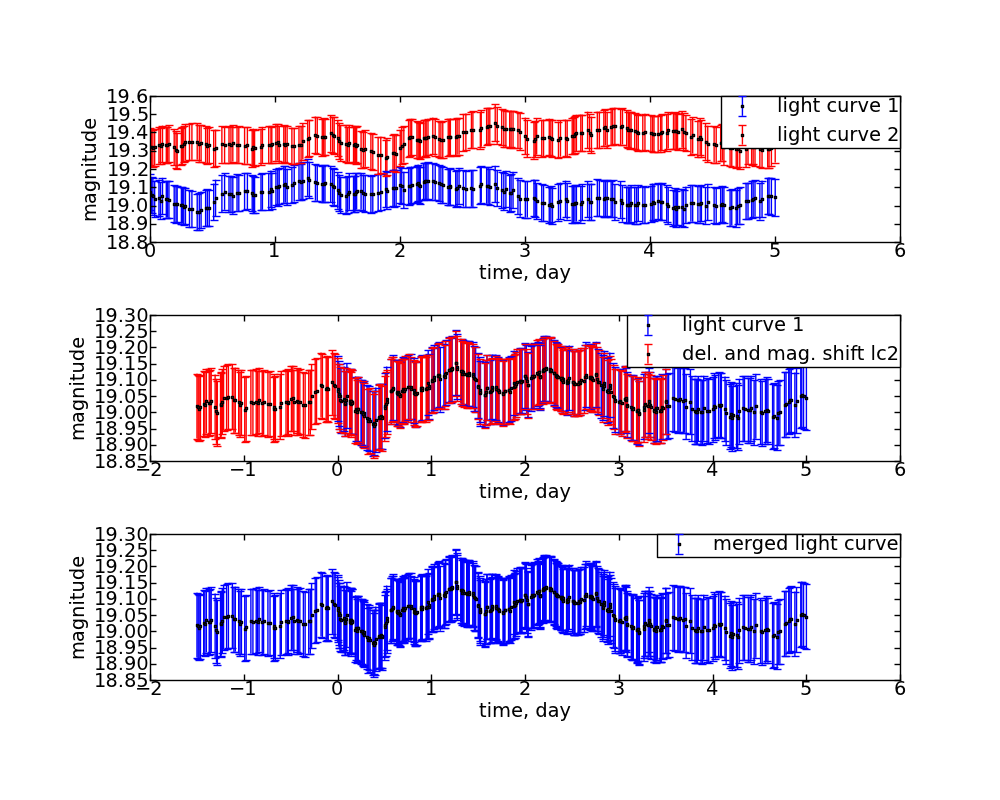 19.6
19.5
19.4
19.3
19.2
19.1
19.0
18.9
18.8
magnitude
light curve 1
light curve 2
0 1 2 3 4 5 6
time, day
19.30
19.25
19.20
19.15
19.10
19.05
19.00
18.95
18.90
18.85
magnitude
light curve 1
del. and mag. shift lc2
−2 −1 0 1 2 3 4 5 6
time, day
19.30
19.25
19.20
19.15
19.10
19.05
19.00
18.95
18.90
18.85
magnitude
merged light curve
−2 −1 0 1 2 3 4 5 6
time, day